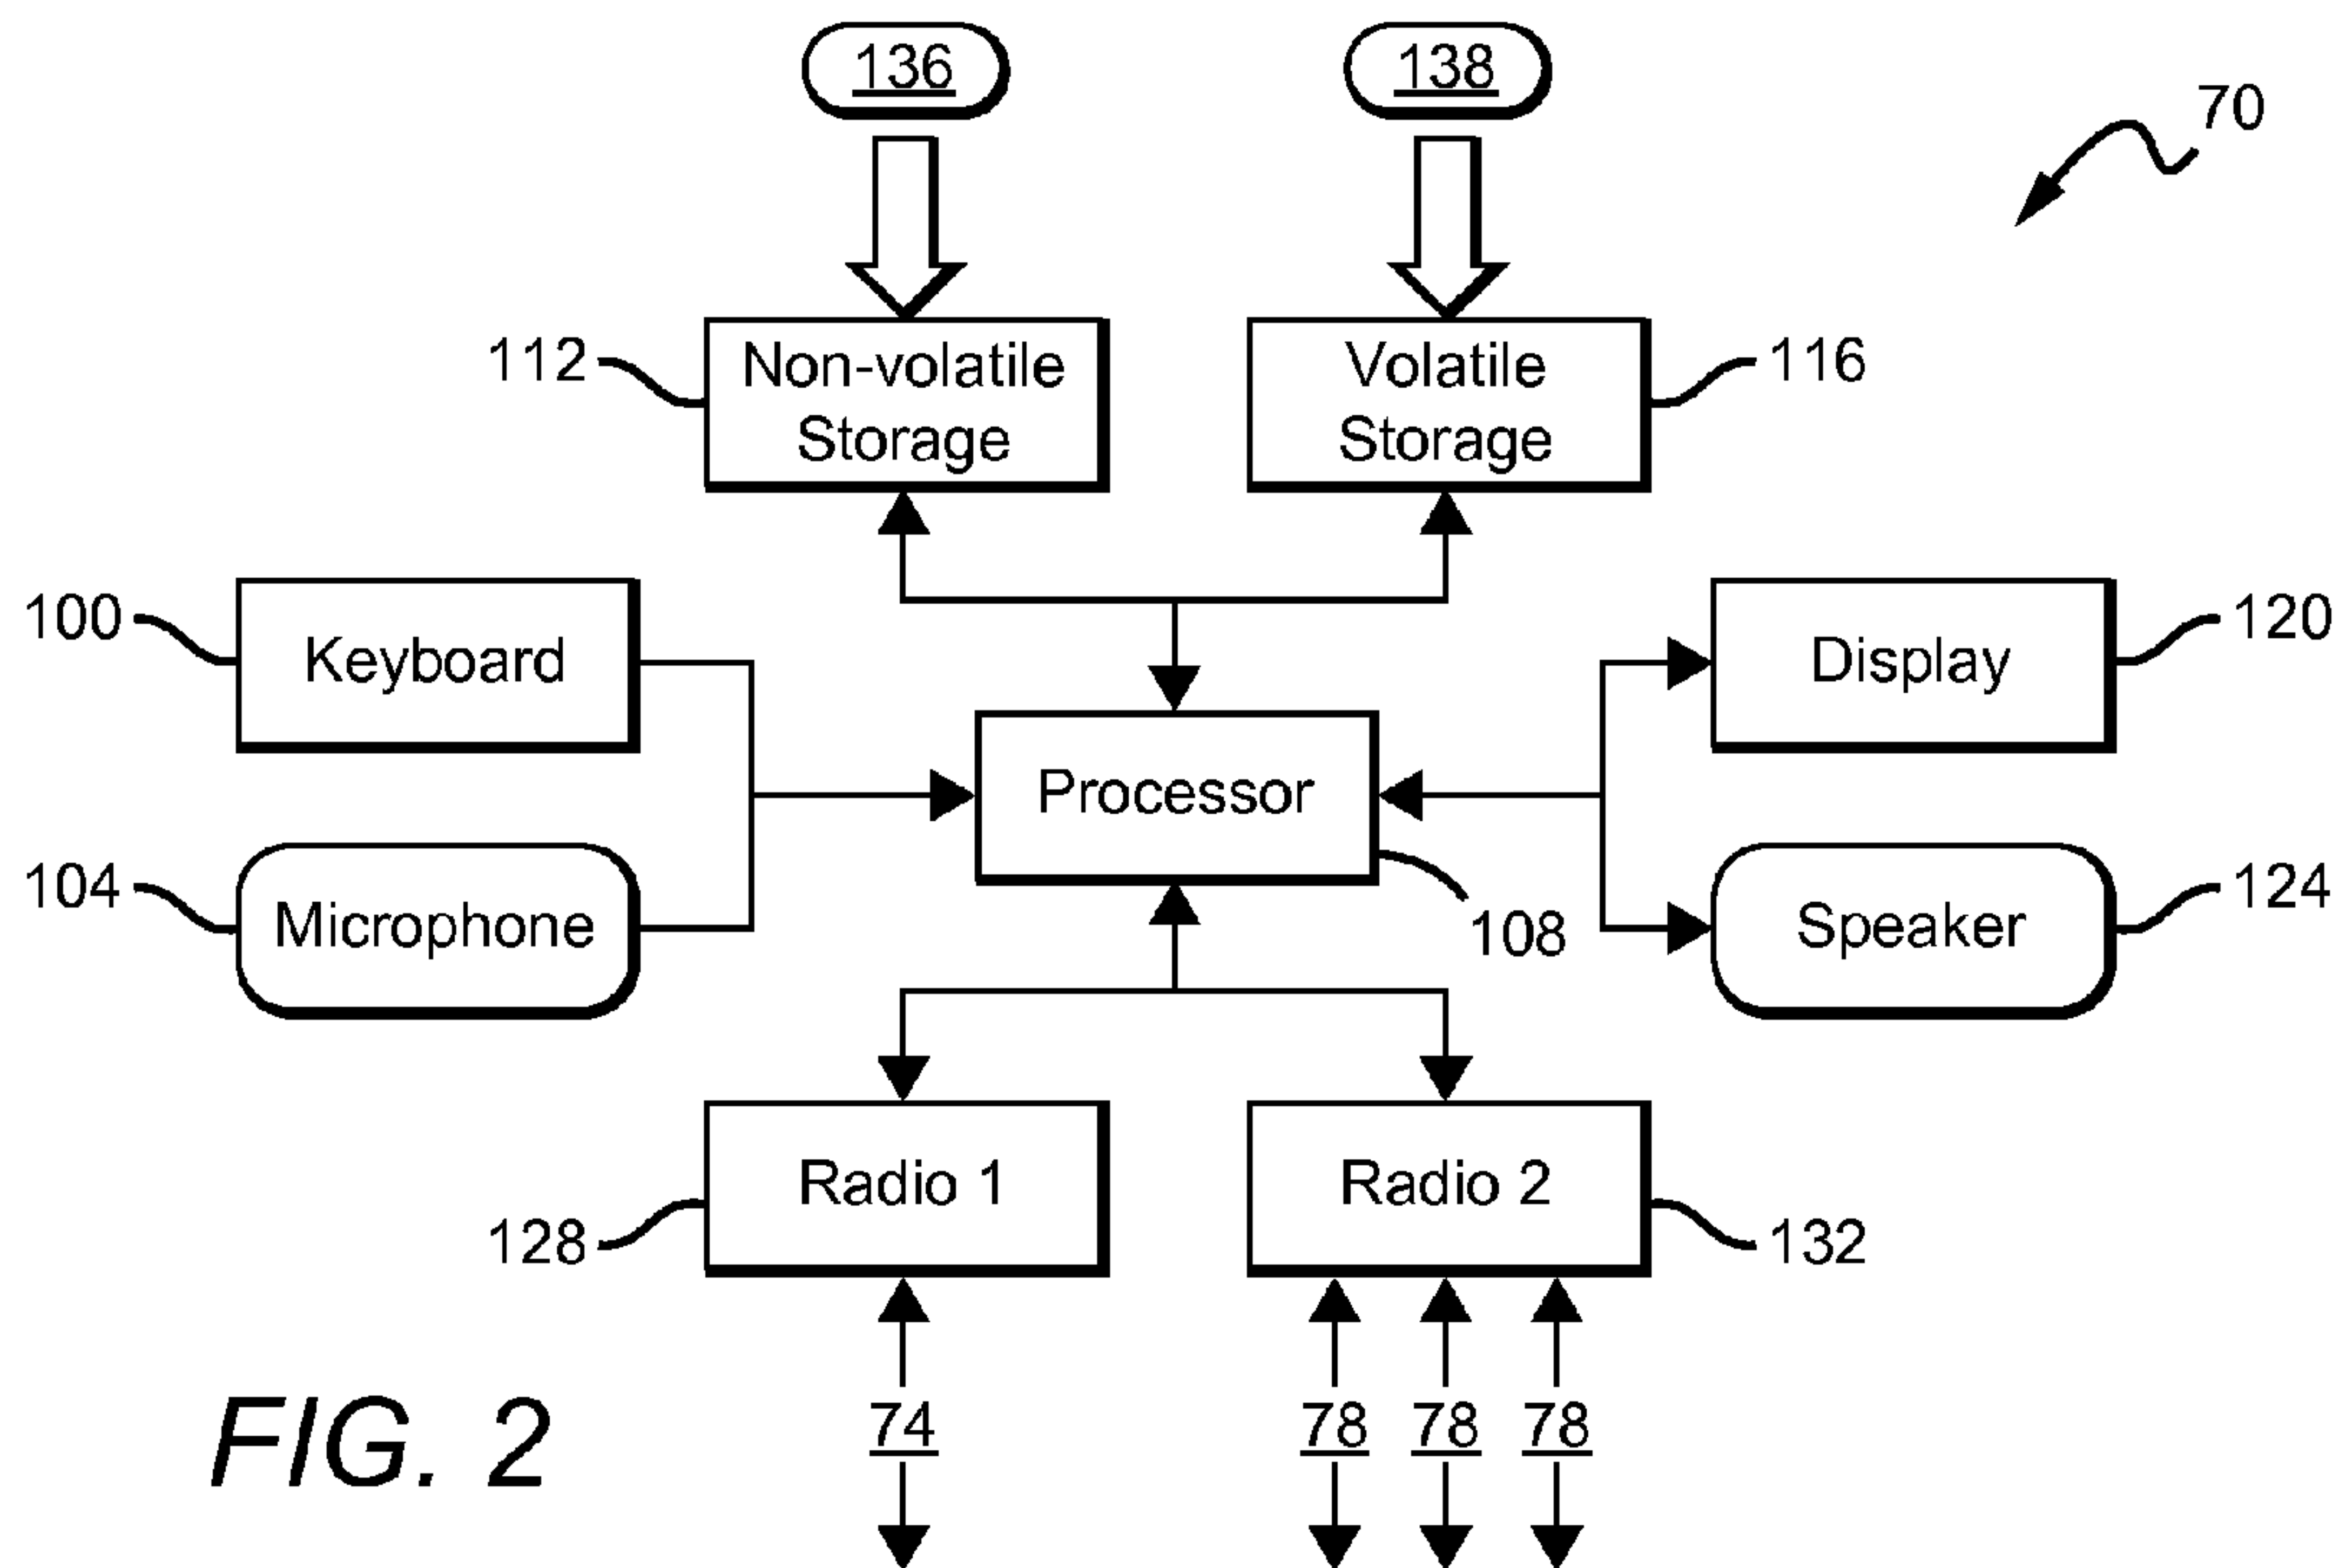 136
138
70
112
Non-volatile
Storage
Volatile
Storage
116
100
Keyboard
Display
120
Processor
104
Microphone
108
Speaker
124
Radio 1
Radio 2
128
132
74
78
78
78
FIG. 2